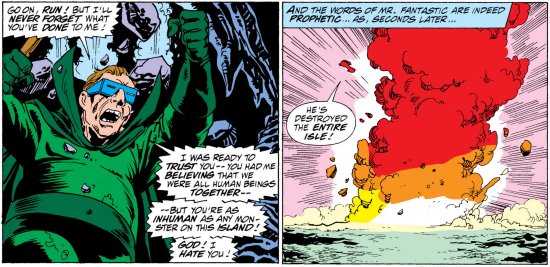 GO ON, RUN! BUT I'LL
NEVER FORGET WHAT
YOU'VE DONE TO ME!
I WAS READY TO
TRUST YOU-- YOU HAD ME
BELIEVING THAT WE
WERE ALL HUMAN BEINGS
TOGETHER--
--BUT YOU'RE AS
INHUMAN AS ANY MON-
STER ON THIS ISLAND!
GOD! I
HATE YOU!
AND THE WORDS OF MR. FANTASTIC ARE INDEED
PROPHETIC... AS, SECONDS LATER...
HE'S
DESTROYED
THE ENTIRE
ISLE!